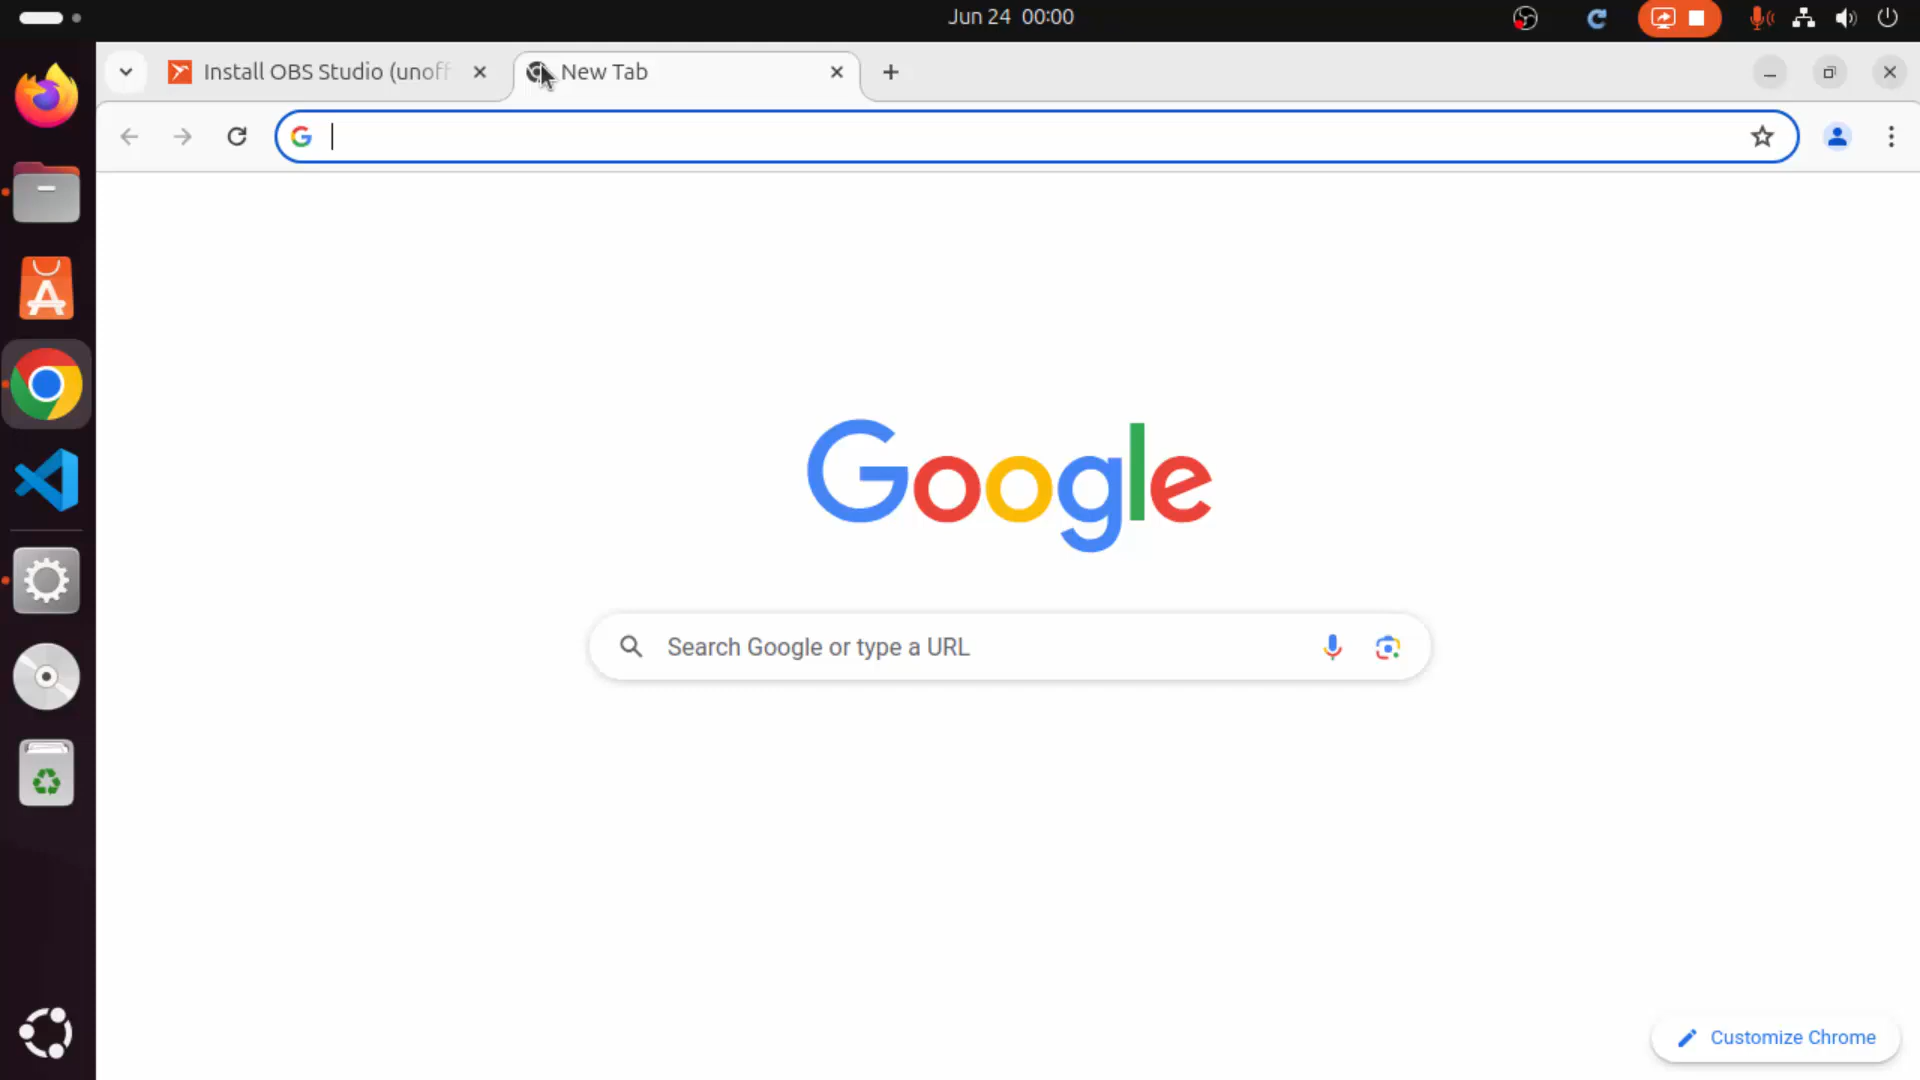 Jun 24 00:00
Install OBS Studio (unoff
New Tab
Google
Search Google or type a URL
Customize Chrome